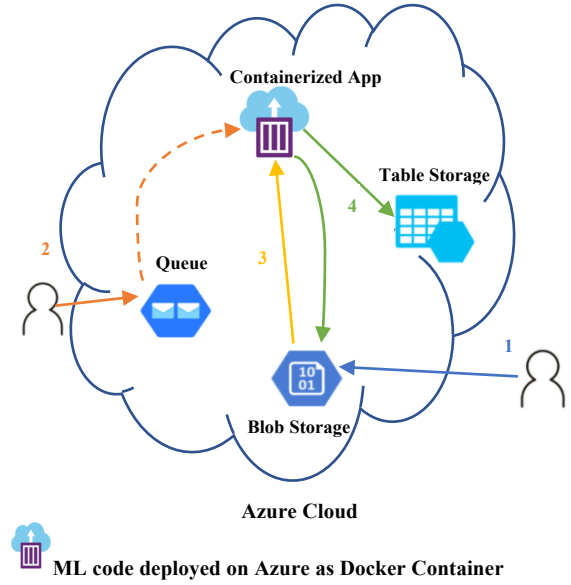 Containerized App
Table Storage
4
2
3
Queue
1
10
01
Blob Storage
Azure Cloud
ML code deployed on Azure as Docker Container